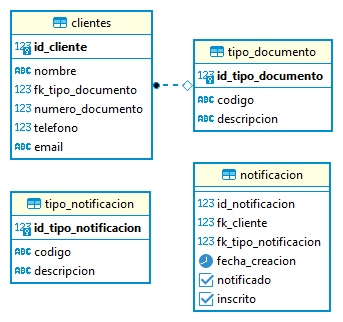 clientes
123 id_cliente
ABC nombre
123 fk_tipo_documento
123 numero_documento
123 telefono
ABC email
tipo_documento
123 id_tipo_documento
ABC codigo
ABC descripcion
tipo_notificacion
123 id_tipo_notificacion
ABC codigo
ABC descripcion
notificacion
123 id_notificacion
123 fk_cliente
123 fk_tipo_notificacion
fecha_creacion
notificado
inscrito